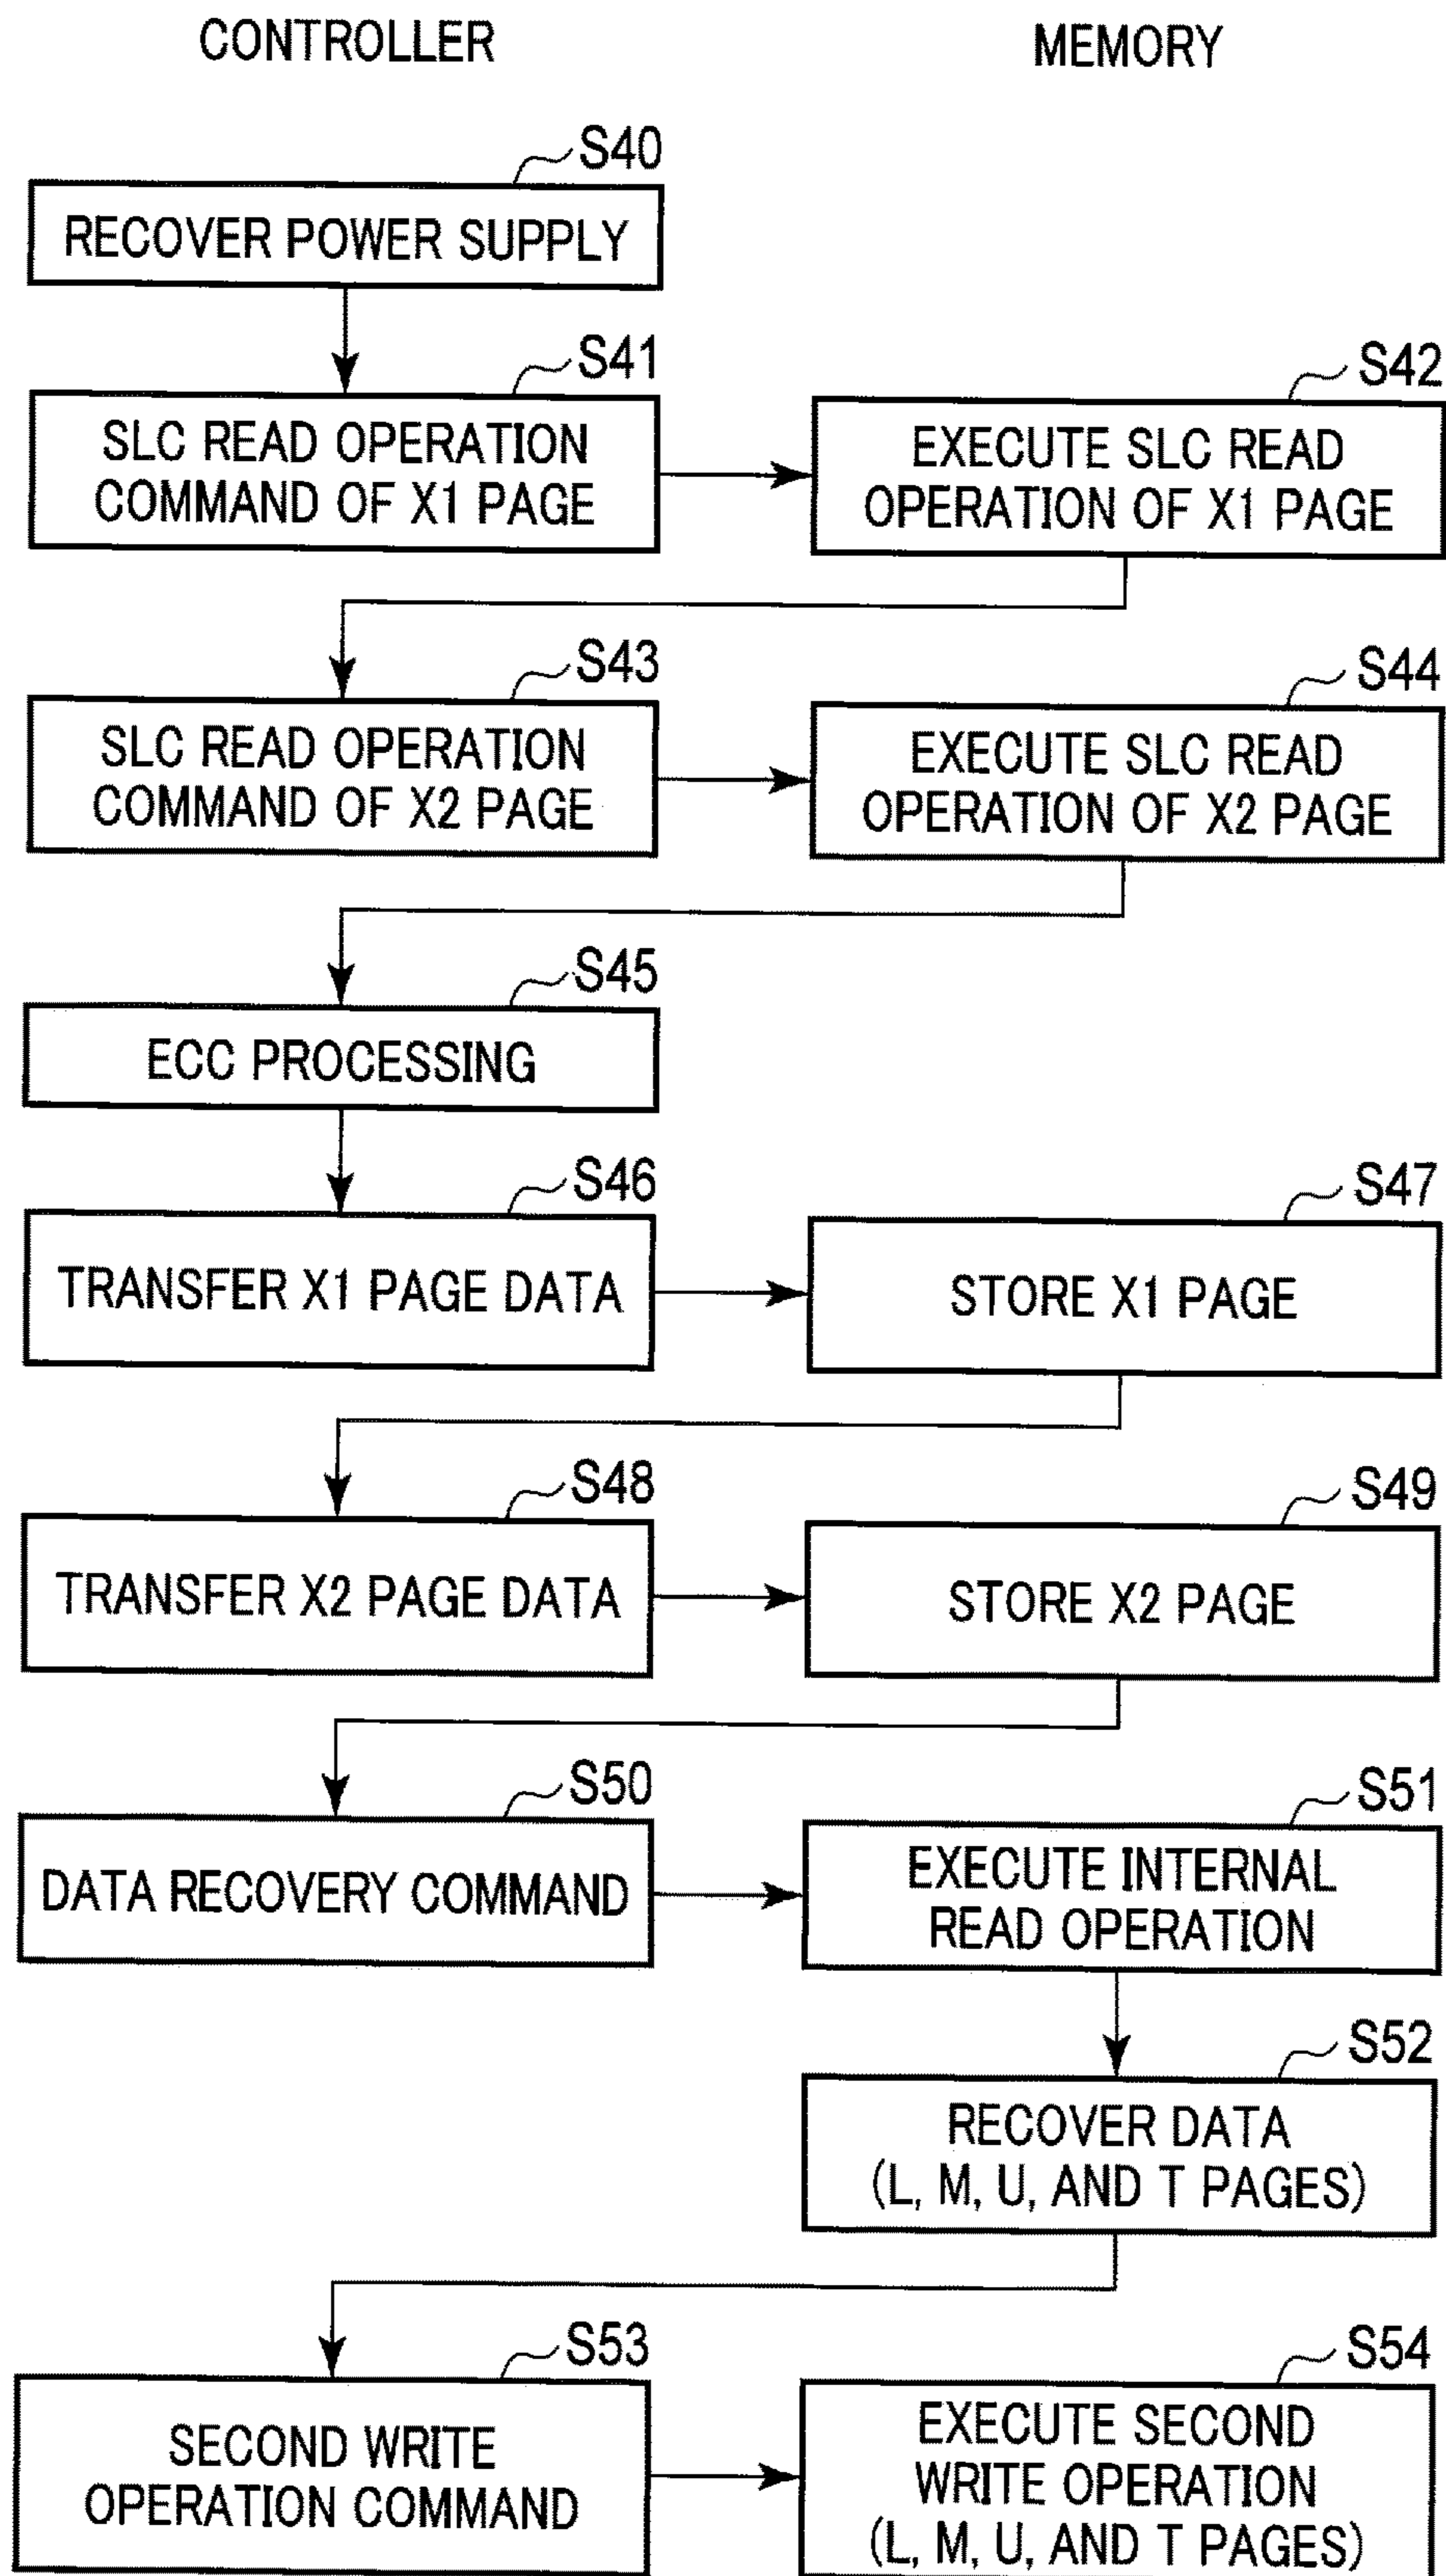 CONTROLLER
MEMORY
S40
RECOVER POWER SUPPLY
S41
SLC READ OPERATION
COMMAND OF X1 PAGE
S42
EXECUTE SLC READ
OPERATION OF X1 PAGE
S43
SLC READ OPERATION
COMMAND OF X2 PAGE
S44
EXECUTE SLC READ
OPERATION OF X2 PAGE
S45
ECC PROCESSING
S46
TRANSFER X1 PAGE DATA
S47
STORE X1 PAGE
S48
TRANSFER X2 PAGE DATA
S49
STORE X2 PAGE
S50
DATA RECOVERY COMMAND
S51
EXECUTE INTERNAL
READ OPERATION
S52
RECOVER DATA
(L, M, U, AND T PAGES)
S53
SECOND WRITE
OPERATION COMMAND
S54
EXECUTE SECOND
WRITE OPERATION
(L, M, U, AND T PAGES)